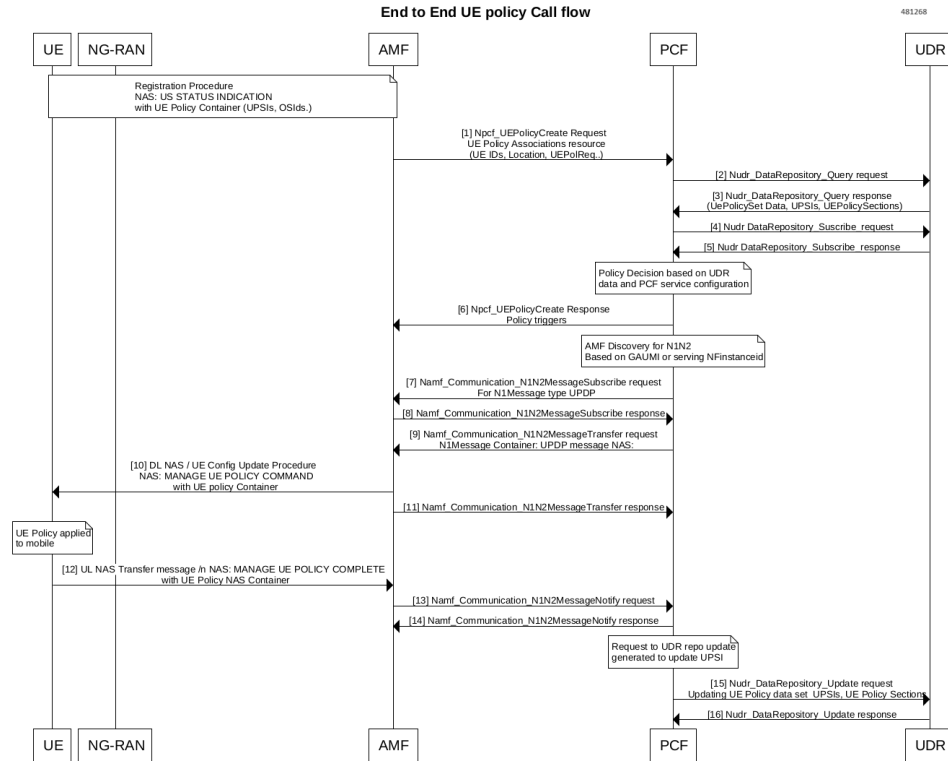 End to End UE policy Call flow
481268
UE
NG-RAN
AMF
PCF
UDR
Registration Procedure
NAS: US STATUS INDICATION
with UE Policy Container (UPSIs, OSIds.)
[1] Npcf_UEPolicyCreate Request
UE Policy Associations resource
(UE IDs, Location, UEPolReq..)
[2] Nudr_DataRepository_Query request
[3] Nudr_DataRepository_Query response
(UePolicySet Data, UPSIs, UEPolicySections)
[4] Nudr DataRepository_Suscribe_request
[5] Nudr DataRepository_Subscribe_response
Policy Decision based on UDR
data and PCF service configuration
[6] Npcf_UEPolicyCreate Response
Policy triggers
AMF Discovery for N1N2
Based on GAUMI or serving NFinstanceid
[7] Namf_Communication_N1N2MessageSubscribe request
For N1Message type UPDP
[8] Namf_Communication_N1N2MessageSubscribe response
[9] Namf_Communication_N1N2MessageTransfer request
N1Message Container: UPDP message NAS:
[10] DL NAS / UE Config Update Procedure
NAS: MANAGE UE POLICY COMMAND
with UE policy Container
[11] Namf_Communication_N1N2MessageTransfer response
UE Policy applied
to mobile
[12] UL NAS Transfer message /n NAS: MANAGE UE POLICY COMPLETE
with UE Policy NAS Container
[13] Namf_Communication_N1N2MessageNotify request
[14] Namf_Communication_N1N2MessageNotify response
Request to UDR repo update
generated to update UPSI
[15] Nudr_DataRepository_Update request
Updating UE Policy data set_UPSIs, UE Policy Sections
[16] Nudr_DataRepository_Update response
UE
NG-RAN
AMF
PCF
UDR